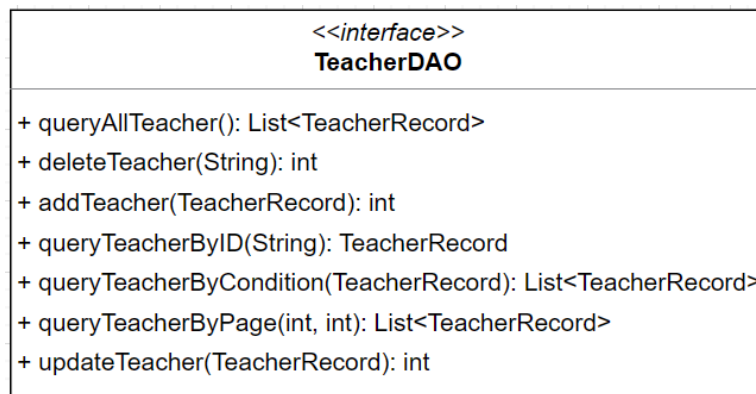 <<interface>>
TeacherDAO
+ queryAllTeacher(): List<TeacherRecord>
+ deleteTeacher(String): int
+ addTeacher(TeacherRecord): int
+ queryTeacherByID(String): TeacherRecord
+ queryTeacherByCondition(TeacherRecord): List<TeacherRecord>
+ queryTeacherByPage(int, int): List<TeacherRecord>
+ updateTeacher(TeacherRecord): int